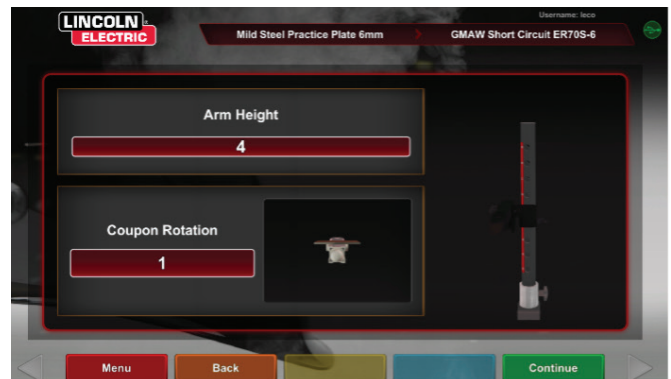 Username: leco
LINCOLN
ELECTRIC
Mild Steel Practice Plate 6mm
GMAW Short Circuit ER70S-6
Arm Height
4
Coupon Rotation
1
Menu
Back
Continue